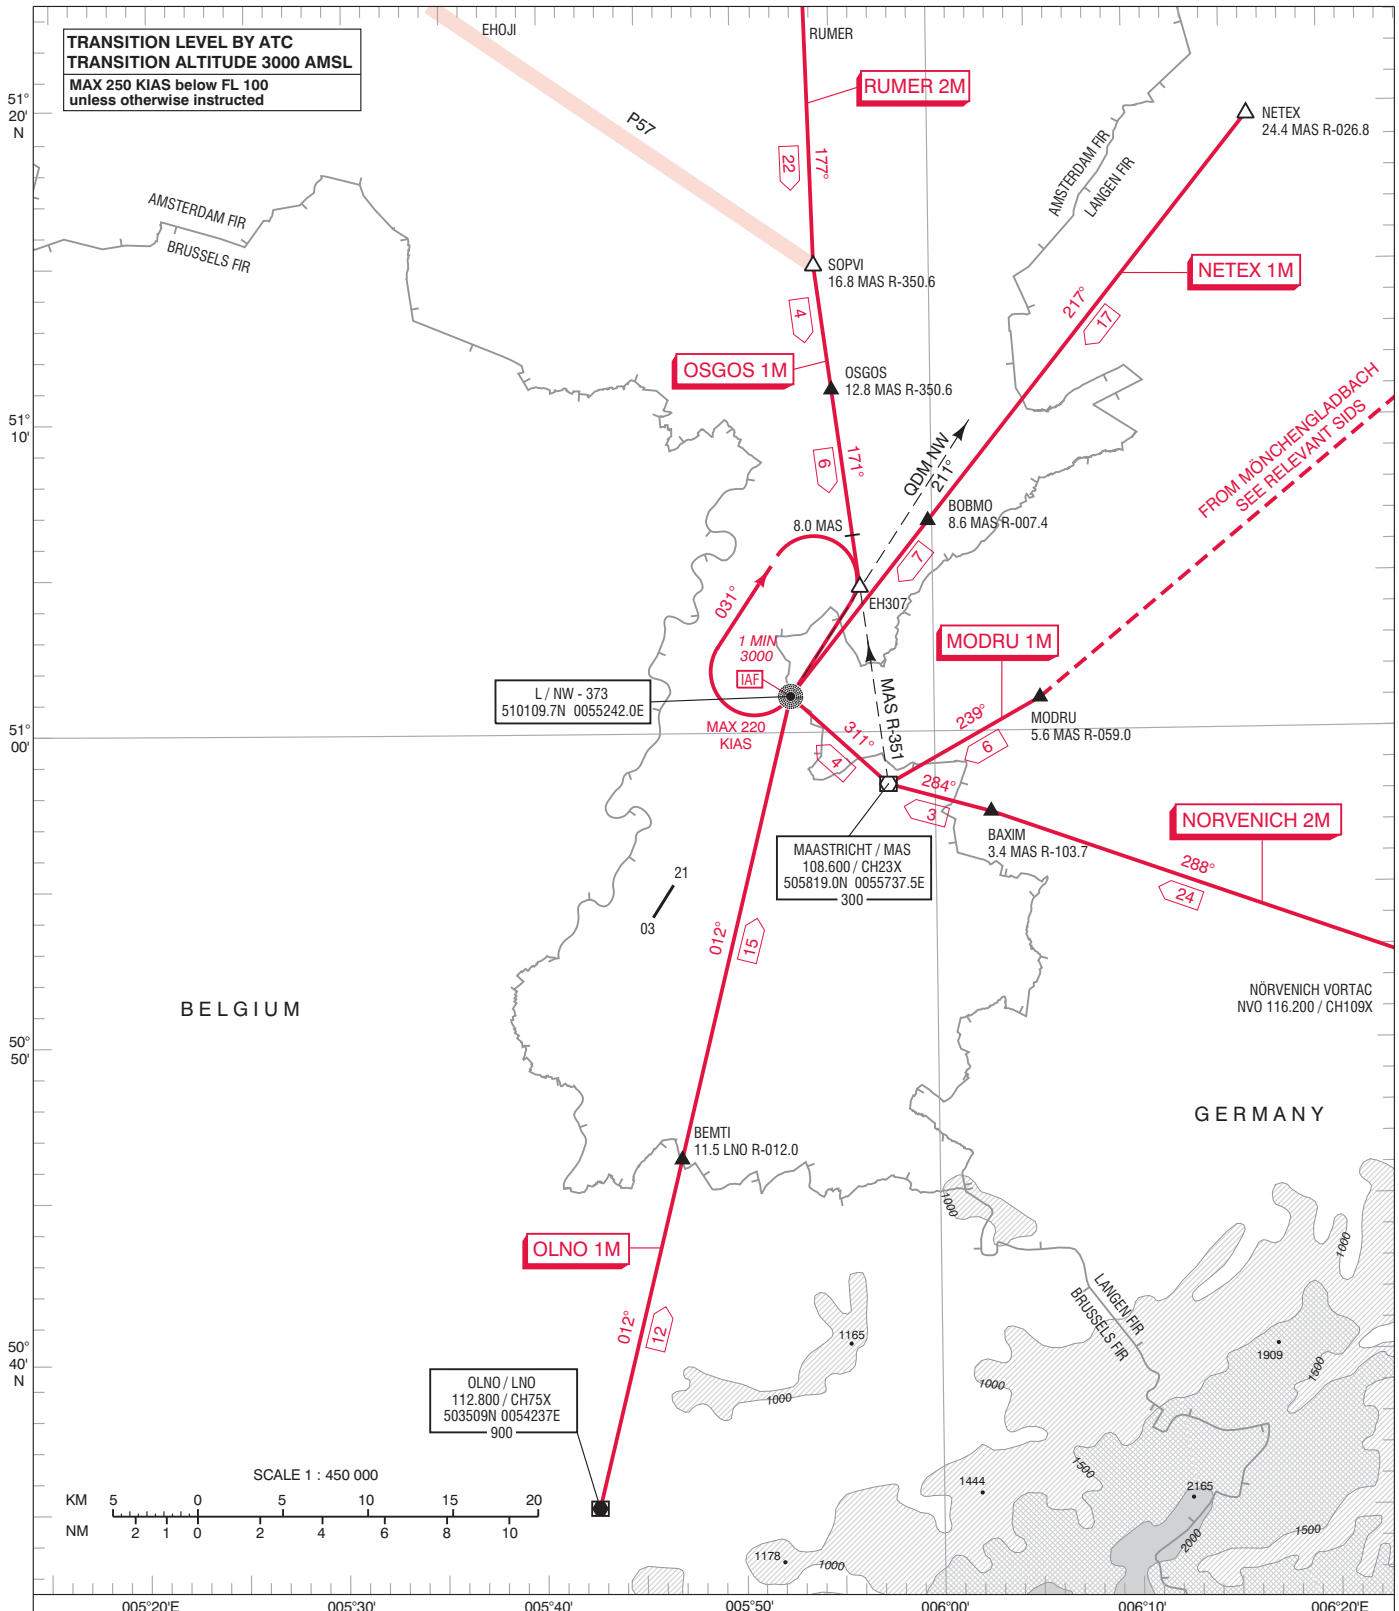 TRANSITION LEVEL BY ATC
TRANSITION ALTITUDE 3000 AMSL
MAX 250 KIAS below FL 100
unless otherwise instructed
EHOJI
RUMER
RUMER 2M
P57
22
177°
NETEX
24.4 MAS R-026.8
AMSTERDAM FIR
LANGEN FIR
AMSTERDAM FIR
BRUSSELS FIR
SOPVI
16.8 MAS R-350.6
NETEX 1M
217°
17
4
OSGOS 1M
OSGOS
12.8 MAS R-350.6
FROM MÖNCHENGLADBACH
SEE RELEVANT SIDS
6
171°
QDM NW
211°
BOBMO
8.6 MAS R-007.4
8.0 MAS
7
EH307
031°
1 MIN
3000
IAF
MODRU 1M
L / NW - 373
510109.7N 0055242.0E
MAX 220
KIAS
MAS R-351
311°
4
239°
6
MODRU
5.6 MAS R-059.0
284°
3
NORVENICH 2M
BAXIM
3.4 MAS R-103.7
288°
24
MAASTRICHT / MAS
108.600 / CH23X
505819.0N 0055737.5E
300
21
03
012°
15
BELGIUM
NÖRVENICH VORTAC
NVO 116.200 / CH109X
GERMANY
BEMTI
11.5 LNO R-012.0
1000
1000
OLNO 1M
LANGEN FIR
BRUSSELS FIR
012°
12
1165
1909
1500
1000
1000
OLNO / LNO
112.800 / CH75X
503509N 0054237E
900
SCALE 1 : 450 000
KM 5 0 5 10 15 20
NM 2 1 0 2 4 6 8 10
1444
1500
2165
2000
1500
1178
1000
51°
20'
N
51°
10'
51°
00'
50°
50'
50°
40'
N
005°20'E 005°30' 005°40' 005°50' 006°00' 006°10' 006°20'E